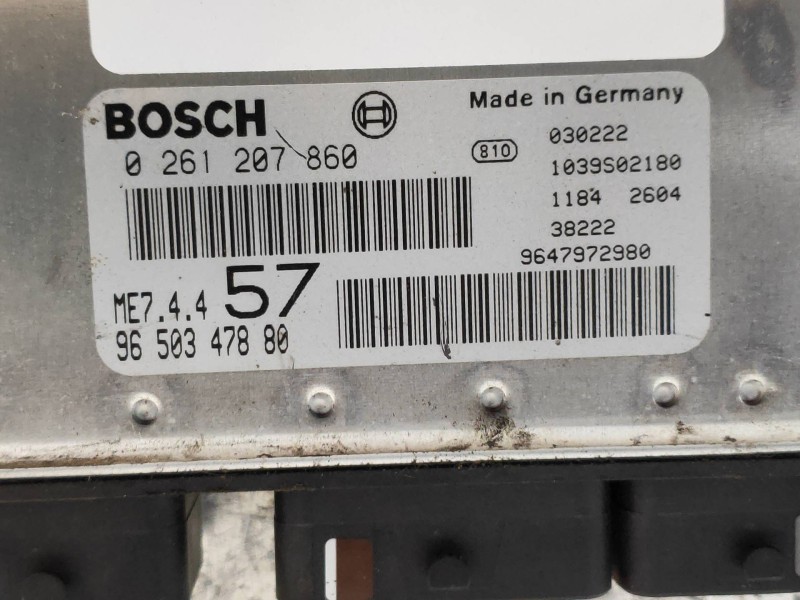 BOSCH
Made in Germany
0 261 207 860
810
030222
1039S02180
1184 2604
38222
9647972980
ME7.4.4 57
96 503 478 80